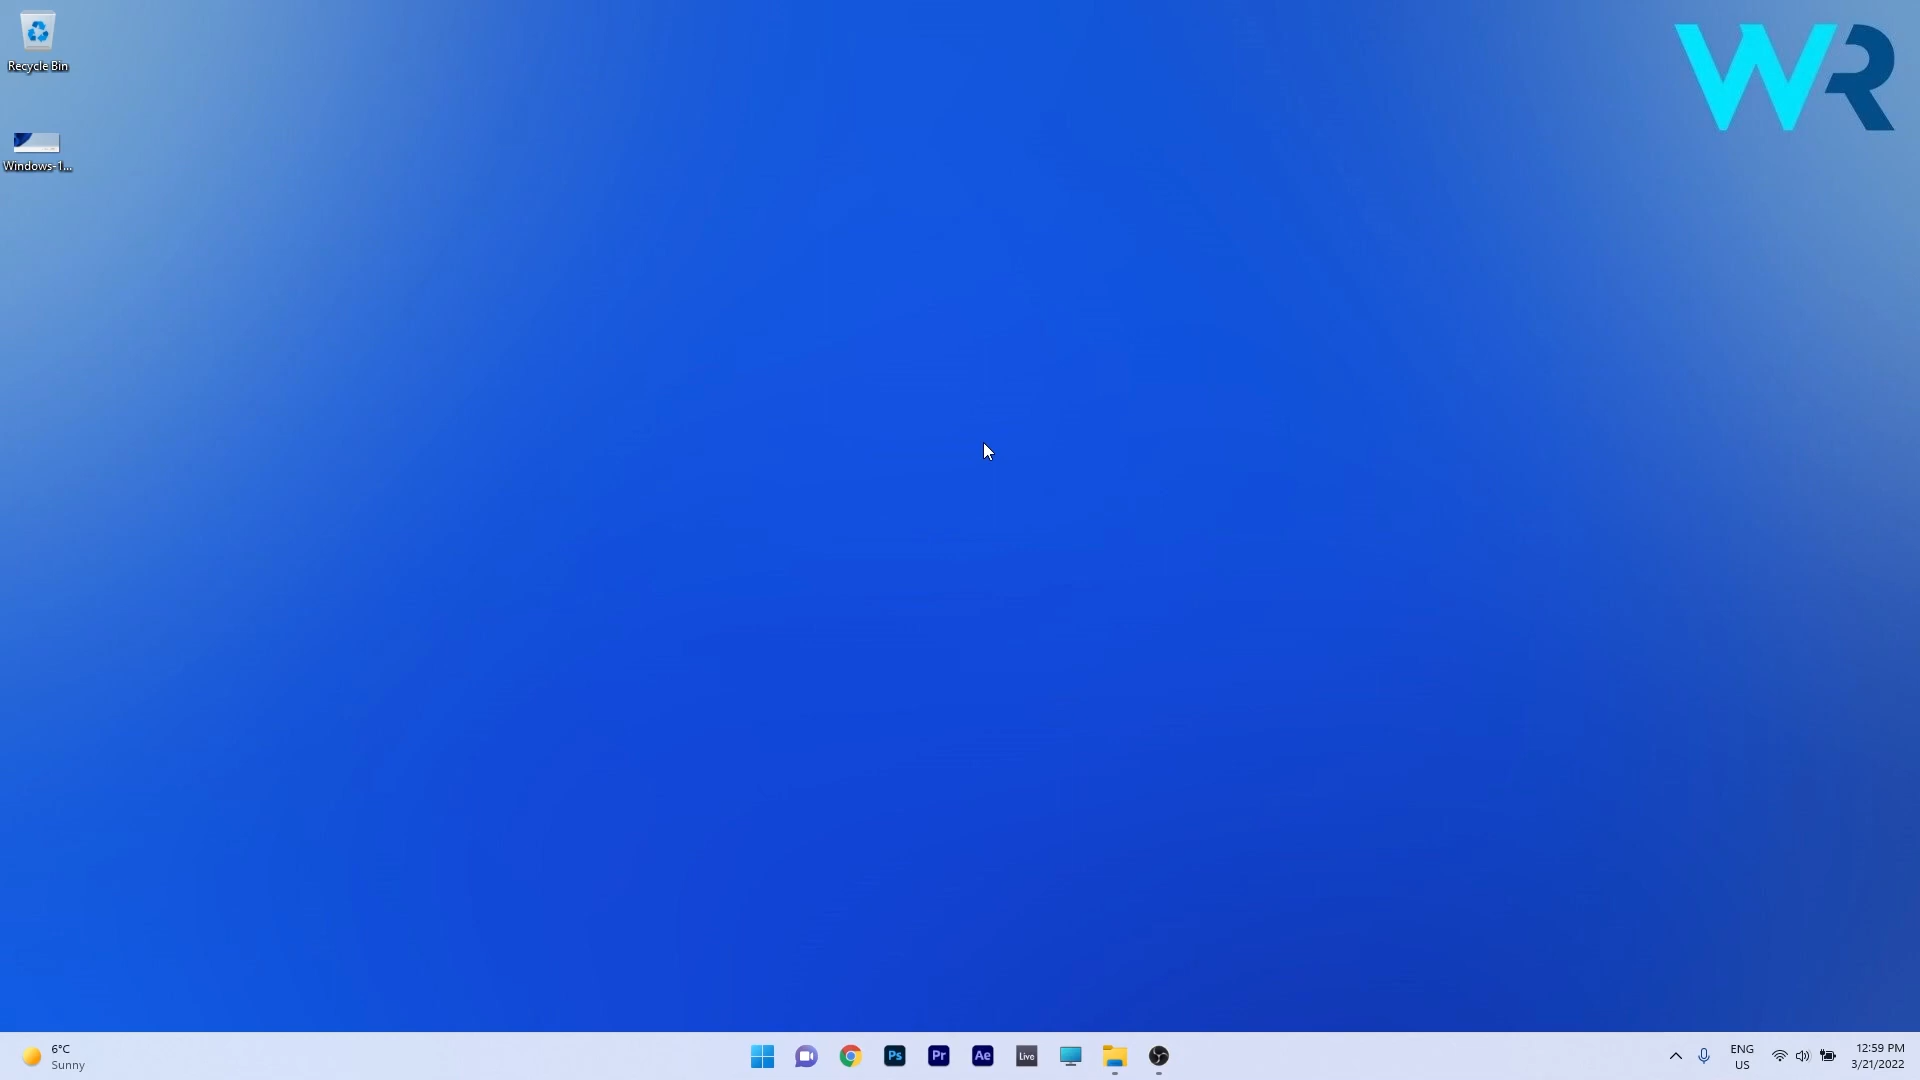 Recycle Bin
WR
Windows-1...
6°C
Sunny
Ps
Pr
Ae
Live
ENG
US
12:59 PM
3/21/2022